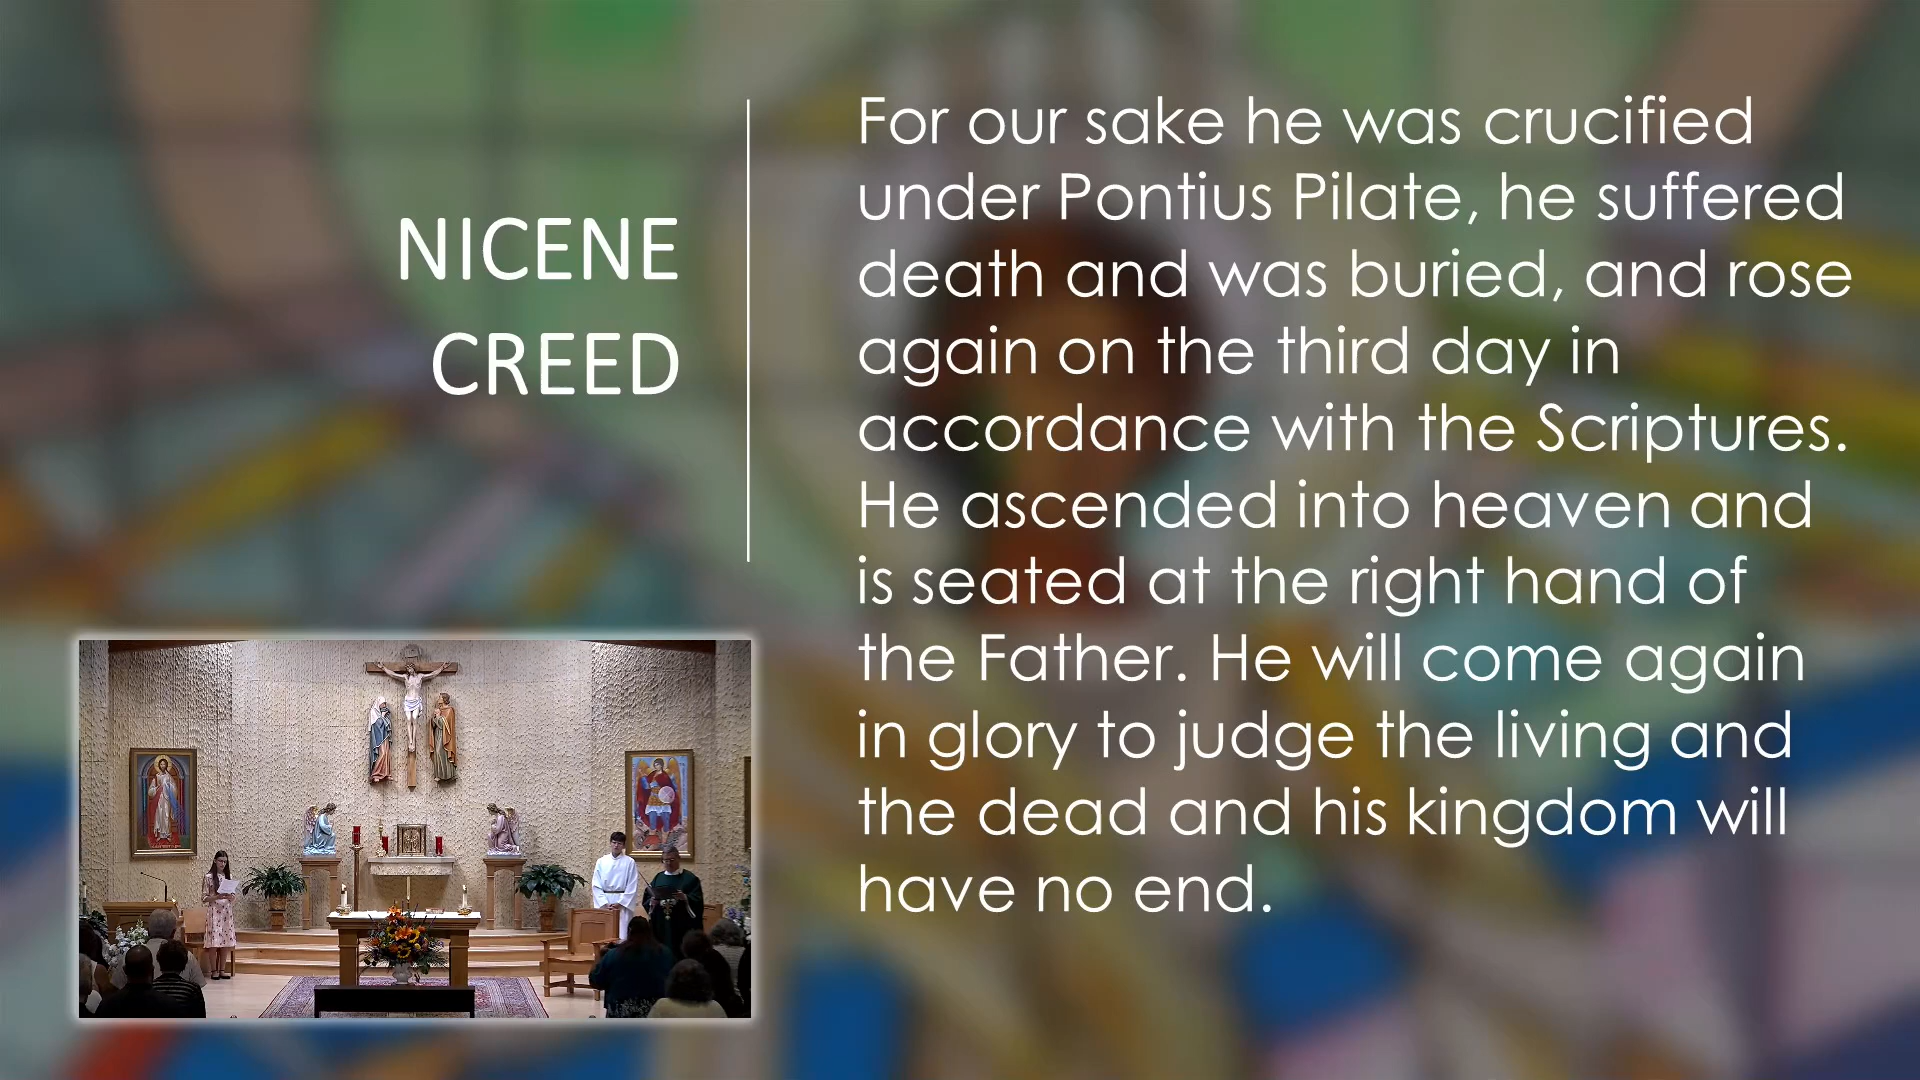 NICENE
CREED
For our sake he was crucified
under Pontius Pilate, he suffered
death and was buried, and rose
again on the third day in
accordance with the Scriptures.
He ascended into heaven and
is seated at the right hand of
the Father. He will come again
in glory to judge the living and
the dead and his kingdom will
have no end.